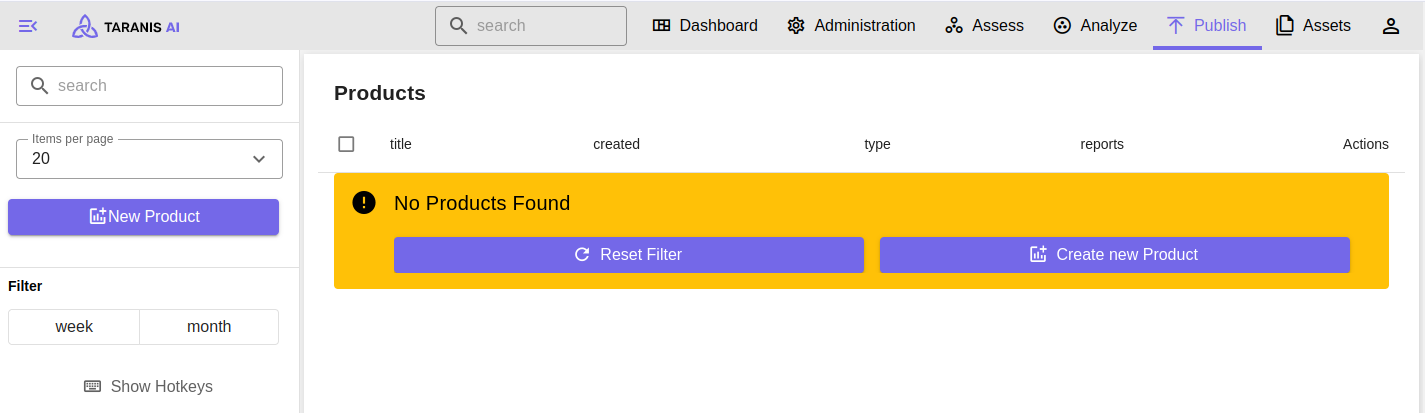 TARANIS AI
search
Dashboard
Administration
Assess
Analyze
Publish
Assets
search
Items per page
20
New Product
Filter
week month
Show Hotkeys
Products
title created type reports Actions
No Products Found
Reset Filter
Create new Product